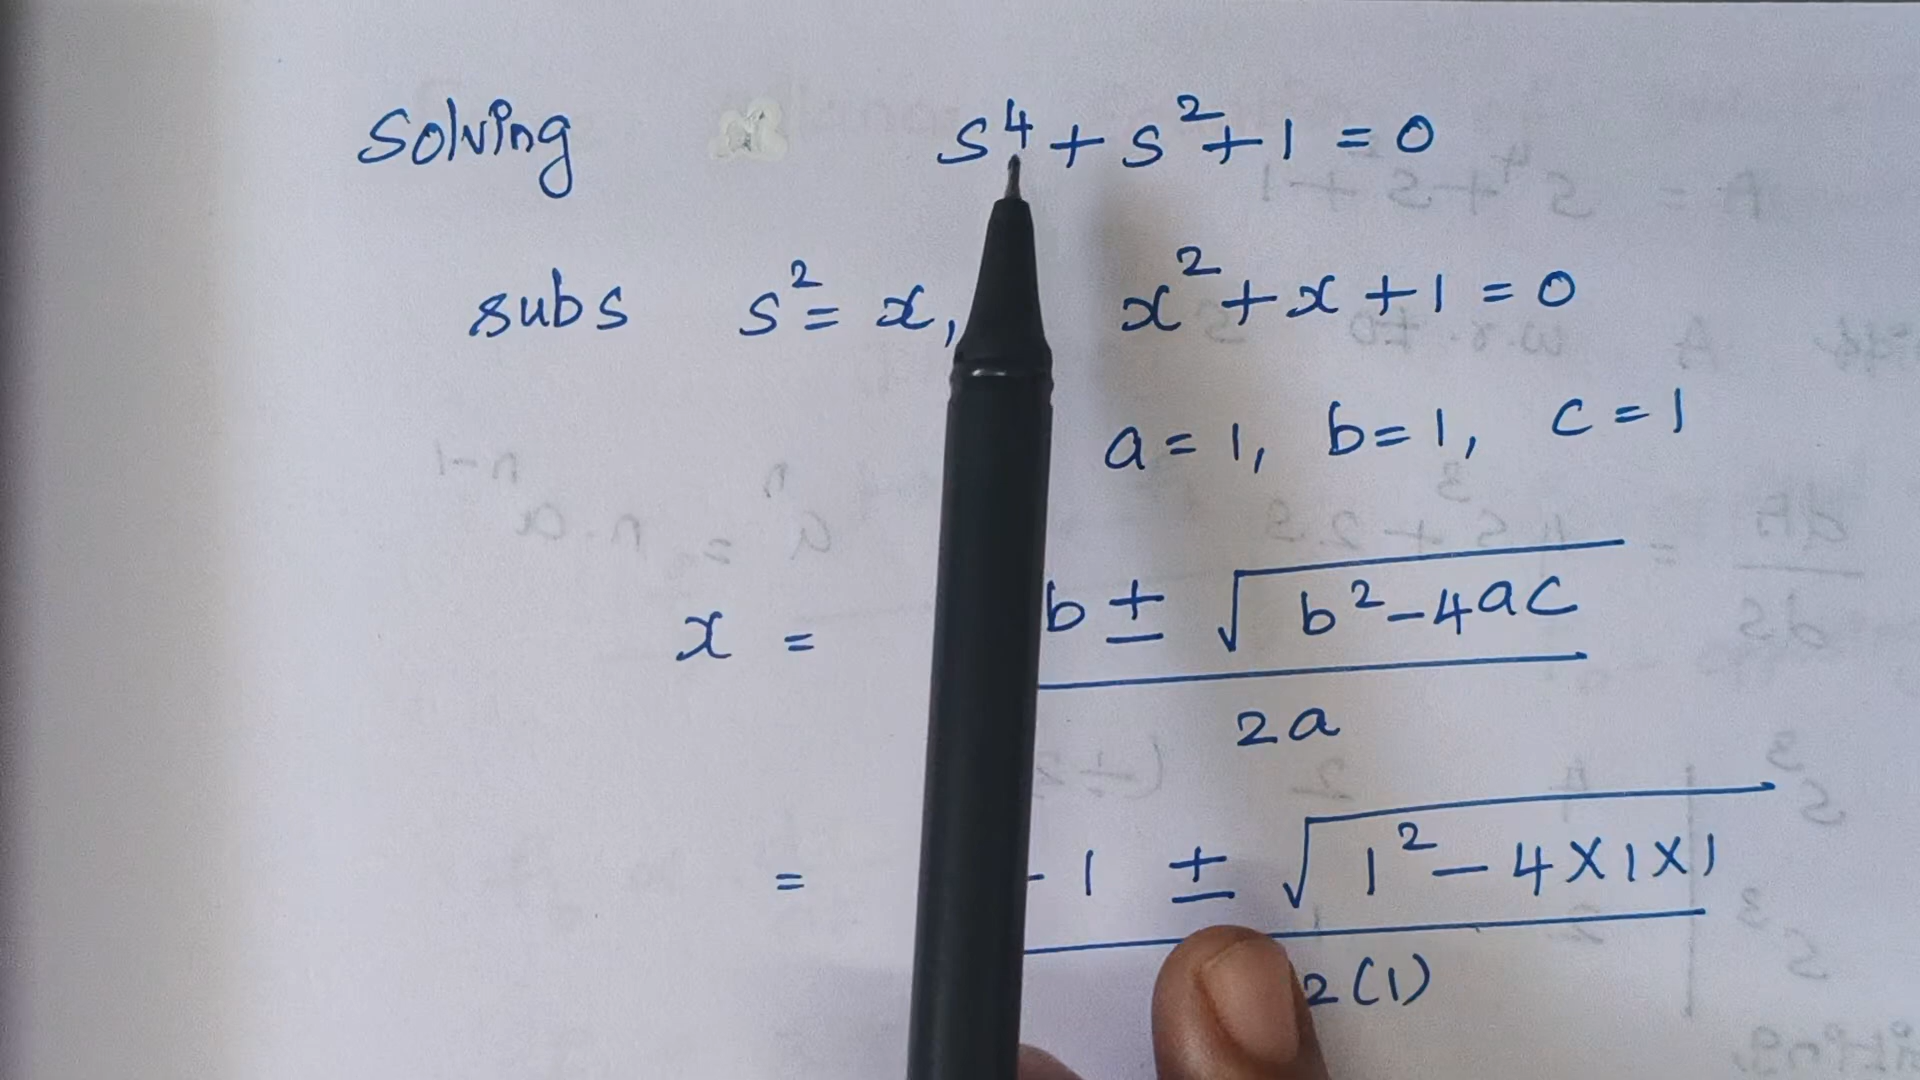 Solving s⁴ + s² + 1 = 0
subs s² = x, x² + x + 1 = 0
a = 1, b = 1, c = 1
x = b ± √(b² - 4ac)
2a
= - 1 ± √(1² - 4 × 1 × 1)
2(1)